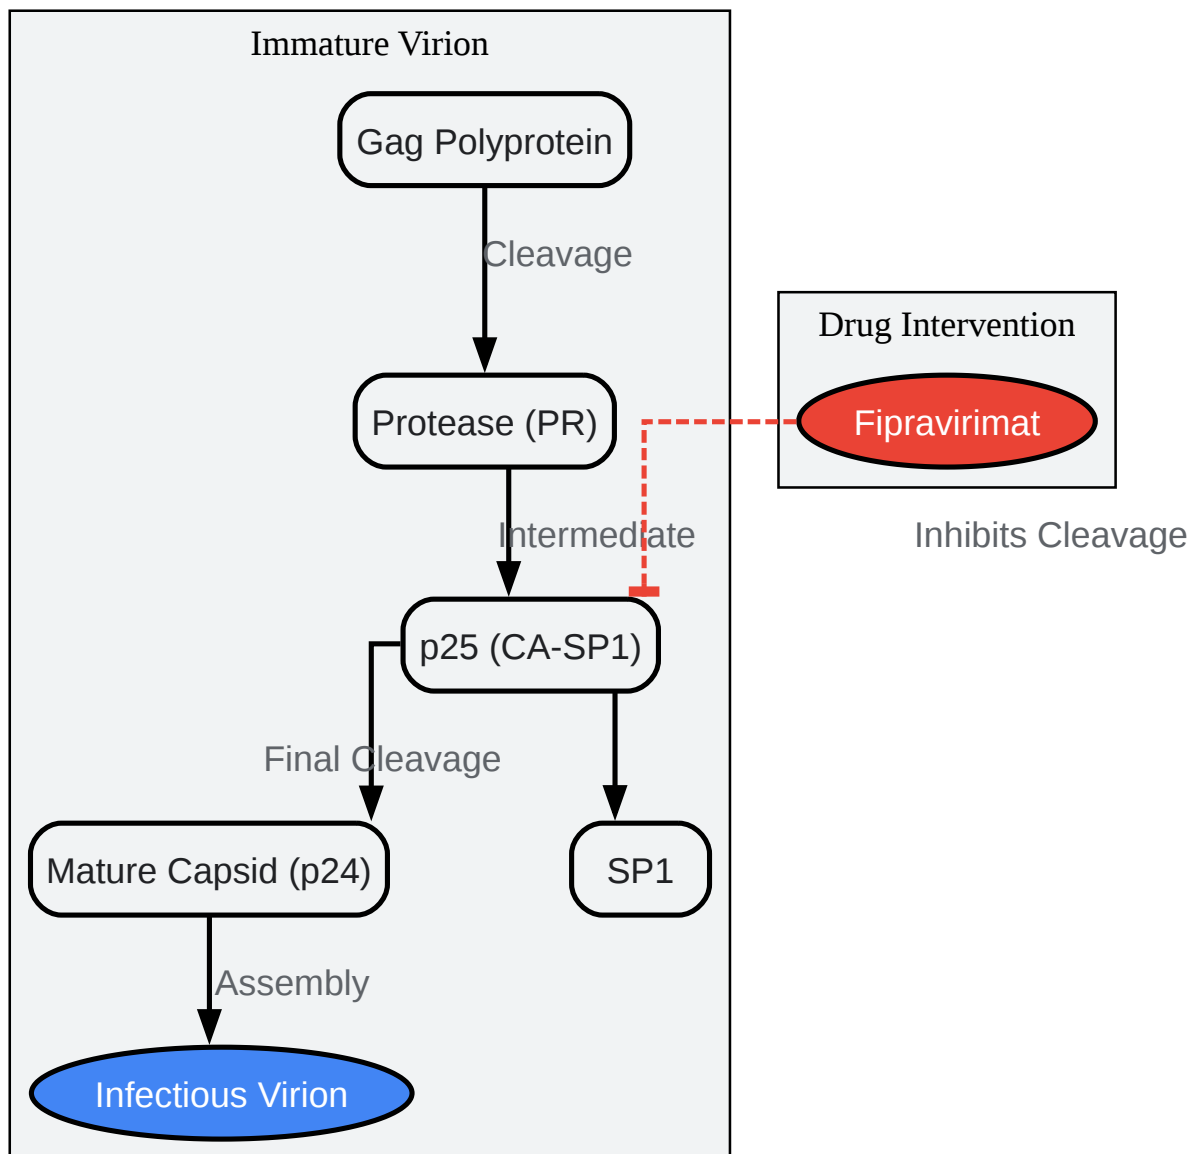 Immature Virion
Gag Polyprotein
Cleavage
Drug Intervention
Protease (PR)
Fipravirimat
Intermediate
Inhibits Cleavage
p25 (CA-SP1)
Final Cleavage
Mature Capsid (p24)
SP1
Assembly
Infectious Virion